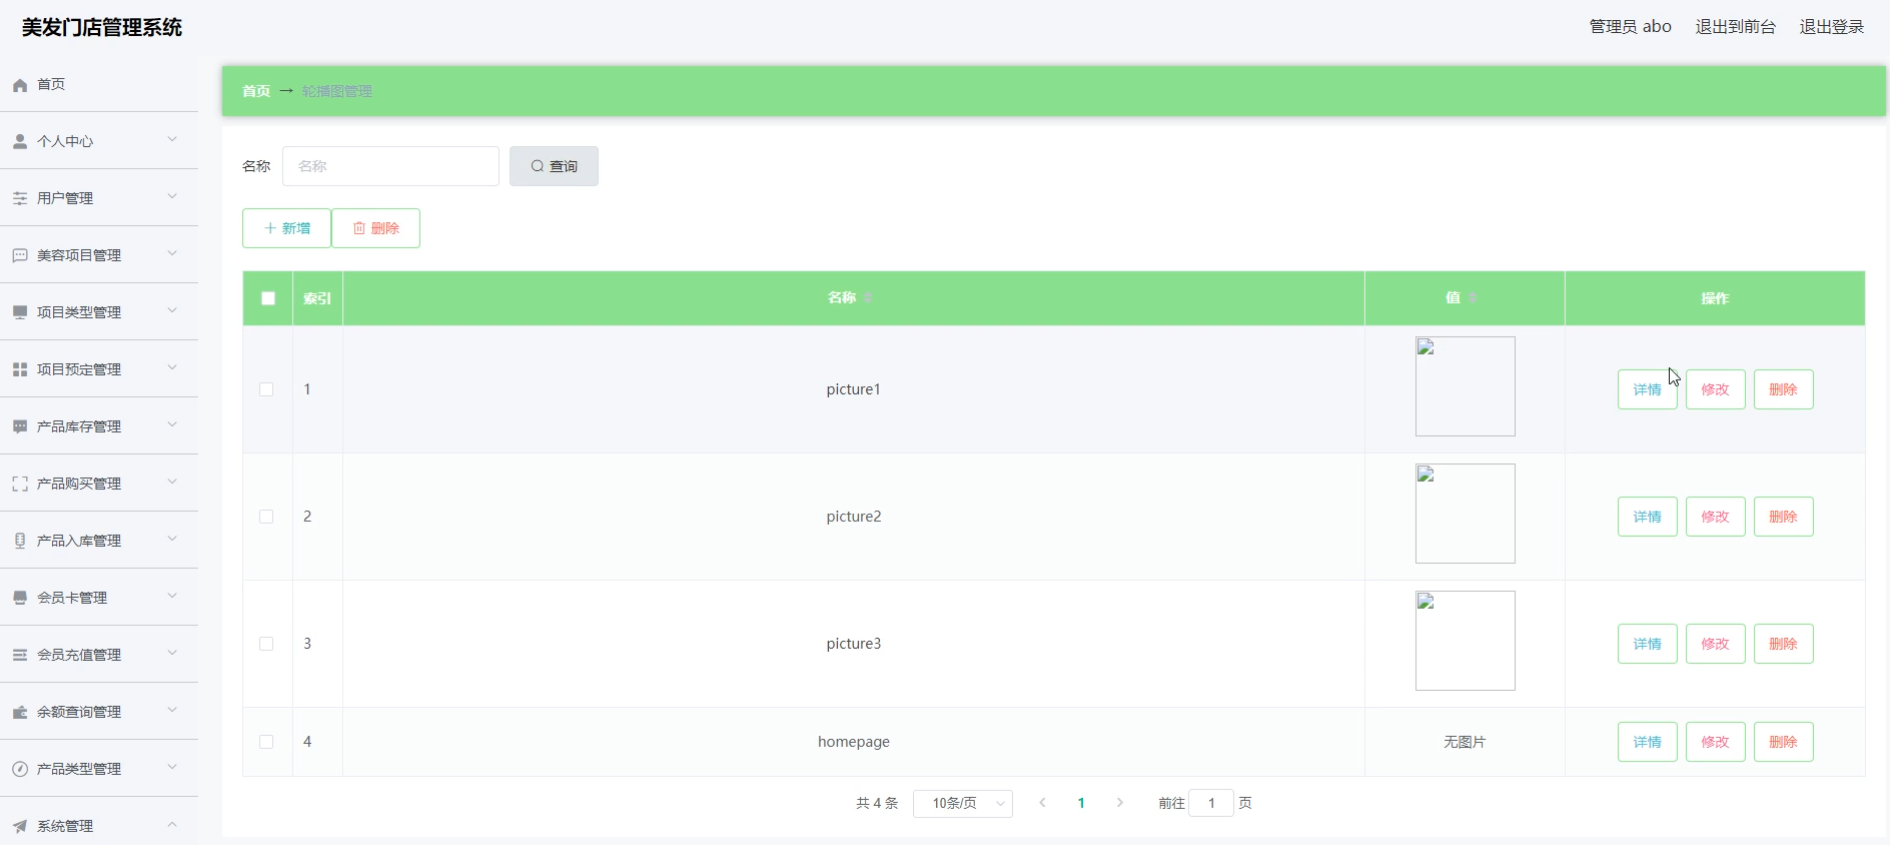 美发门店管理系统
管理员 abo 退出到前台 退出登录
首页
个人中心
用户管理
美容项目管理
项目类型管理
项目预定管理
产品库存管理
产品购买管理
产品入库管理
会员卡管理
会员充值管理
余额查询管理
产品类型管理
系统管理
首页 → 轮播图管理
名称 名称 查询
新增 删除
索引 名称 值 操作
1 picture1 详情 修改 删除
2 picture2 详情 修改 删除
3 picture3 详情 修改 删除
4 homepage 无图片 详情 修改 删除
共 4 条 10条/页 1 前往 1 页